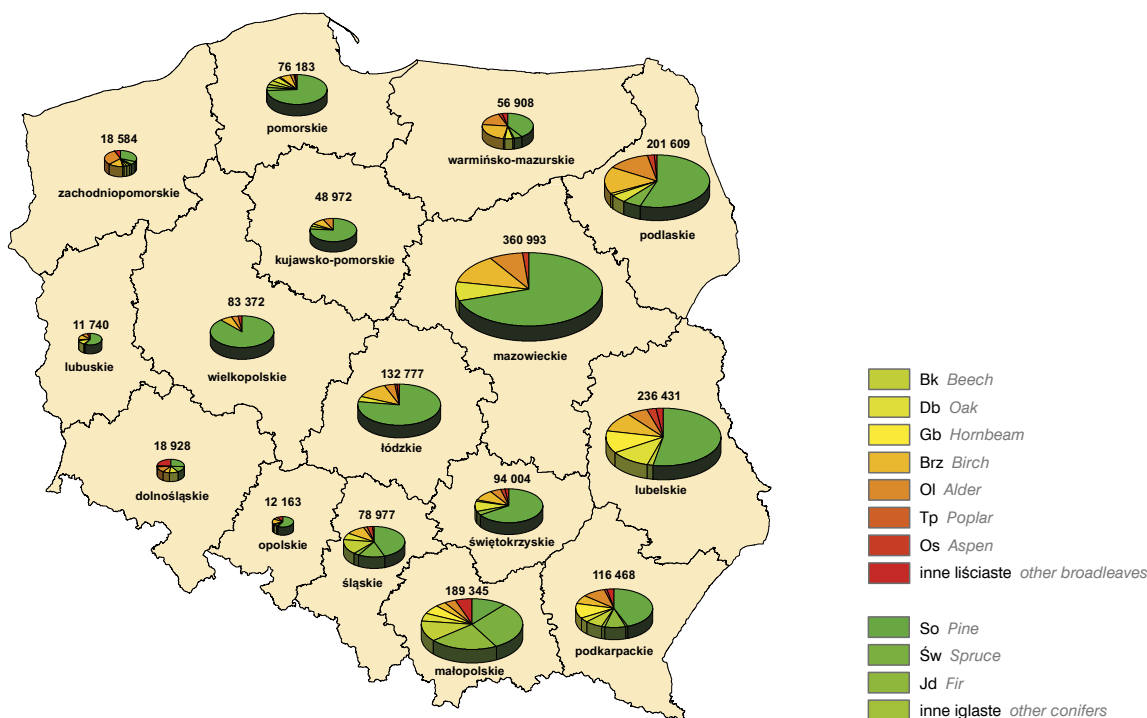 76 183
pomorskie
56 908
warmińsko-mazurskie
18 584
zachodniopomorskie
201 609
podlaskie
48 972
kujawsko-pomorskie
360 993
mazowieckie
11 740
lubuskie
83 372
wielkopolskie
132 777
łódzkie
236 431
lubelskie
18 928
dolnośląskie
12 163
opolskie
78 977
śląskie
94 004
świętokrzyskie
189 345
małopolskie
116 468
podkarpackie
Bk Beech
Db Oak
Gb Hornbeam
Brz Birch
Ol Alder
Tp Poplar
Os Aspen
inne liściaste other broadleaves
So Pine
Św Spruce
Jd Fir
inne iglaste other conifers